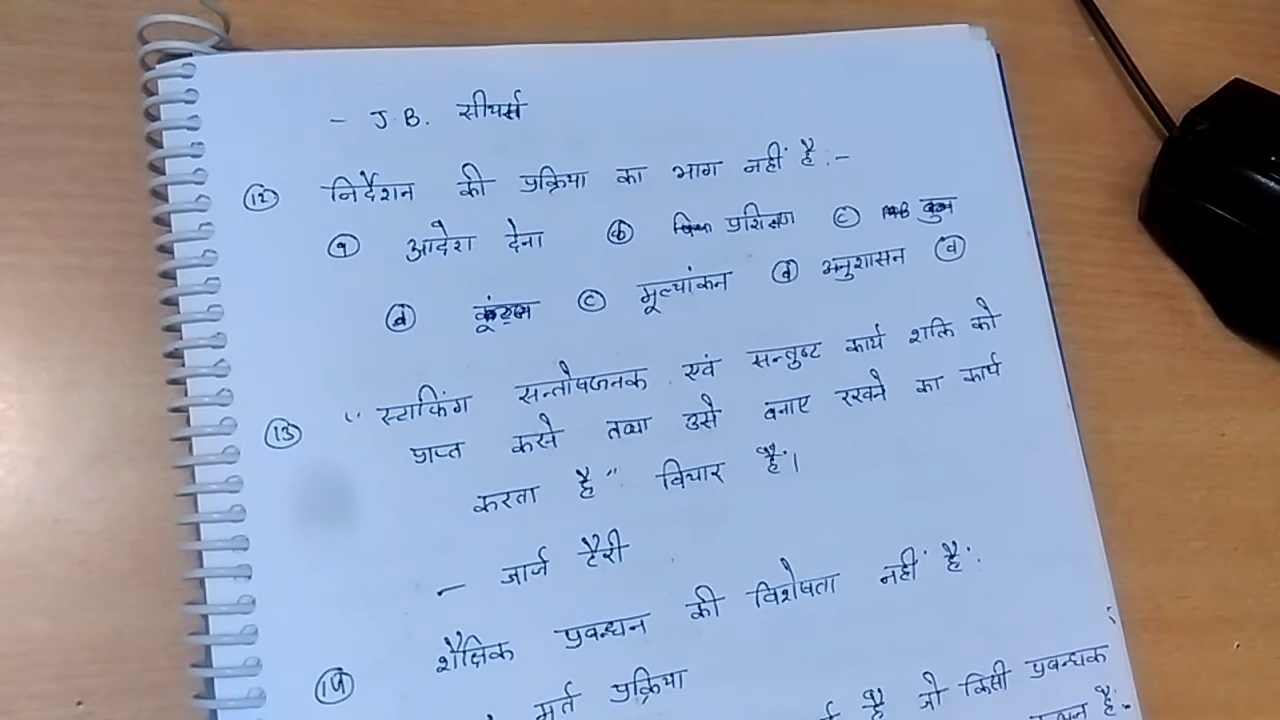 - J.B. सीयर्स
(12) निर्देशन की प्रक्रिया का भाग नहीं है :-
(a) आदेश देना (b) प्रशिक्षण (c)
(d) (c) मूल्यांकन (d) अनुशासन (d)
(13) " स्टाफिंग सन्तोषजनक एवं सन्तुष्ट कार्य शक्ति को
प्राप्त करने तथा उसे बनाए रखने का कार्य
करता है " विचार है।
- जार्ज टैरी
(14) शैक्षिक प्रबन्धन की विशेषता नहीं है:
मूर्त प्रक्रिया
है जो किसी प्रबन्धक
है: